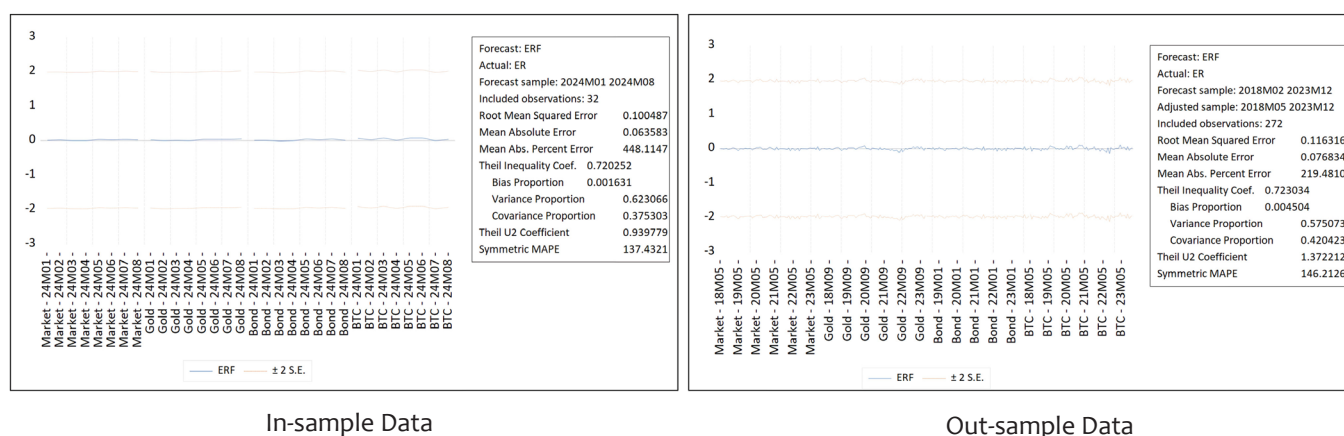 3
2
1
0
-1
-2
-3
Market - 24M01
Market - 24M02
Market - 24M03
Market - 24M04
Market - 24M05
Market - 24M06
Market - 24M07
Market - 24M08
Gold - 24M01
Gold - 24M02
Gold - 24M03
Gold - 24M04
Gold - 24M05
Gold - 24M06
Gold - 24M07
Gold - 24M08
Bond - 24M01
Bond - 24M02
Bond - 24M03
Bond - 24M04
Bond - 24M05
Bond - 24M06
Bond - 24M07
Bond - 24M08
BTC - 24M01
BTC - 24M02
BTC - 24M03
BTC - 24M04
BTC - 24M05
BTC - 24M06
BTC - 24M07
BTC - 24M08
ERF ± 2 S.E.
Forecast: ERF
Actual: ER
Forecast sample: 2024M01 2024M08
Included observations: 32
Root Mean Squared Error 0.100487
Mean Absolute Error 0.063583
Mean Abs. Percent Error 448.1147
Theil Inequality Coef. 0.720252
Bias Proportion 0.001631
Variance Proportion 0.623066
Covariance Proportion 0.375303
Theil U2 Coefficient 0.939779
Symmetric MAPE 137.4321
In-sample Data
3
2
1
0
-1
-2
-3
Market - 18M05
Market - 19M05
Market - 20M05
Market - 21M05
Market - 22M05
Market - 23M05
Gold - 18M09
Gold - 19M09
Gold - 20M09
Gold - 21M09
Gold - 22M09
Gold - 23M09
Bond - 19M01
Bond - 20M01
Bond - 21M01
Bond - 22M01
Bond - 23M01
BTC - 18M05
BTC - 19M05
BTC - 20M05
BTC - 21M05
BTC - 22M05
BTC - 23M05
ERF ± 2 S.E.
Forecast: ERF
Actual: ER
Forecast sample: 2018M02 2023M12
Adjusted sample: 2018M05 2023M12
Included observations: 272
Root Mean Squared Error 0.116316
Mean Absolute Error 0.076834
Mean Abs. Percent Error 219.4810
Theil Inequality Coef. 0.723034
Bias Proportion 0.004504
Variance Proportion 0.575073
Covariance Proportion 0.420423
Theil U2 Coefficient 1.372212
Symmetric MAPE 146.2126
Out-sample Data